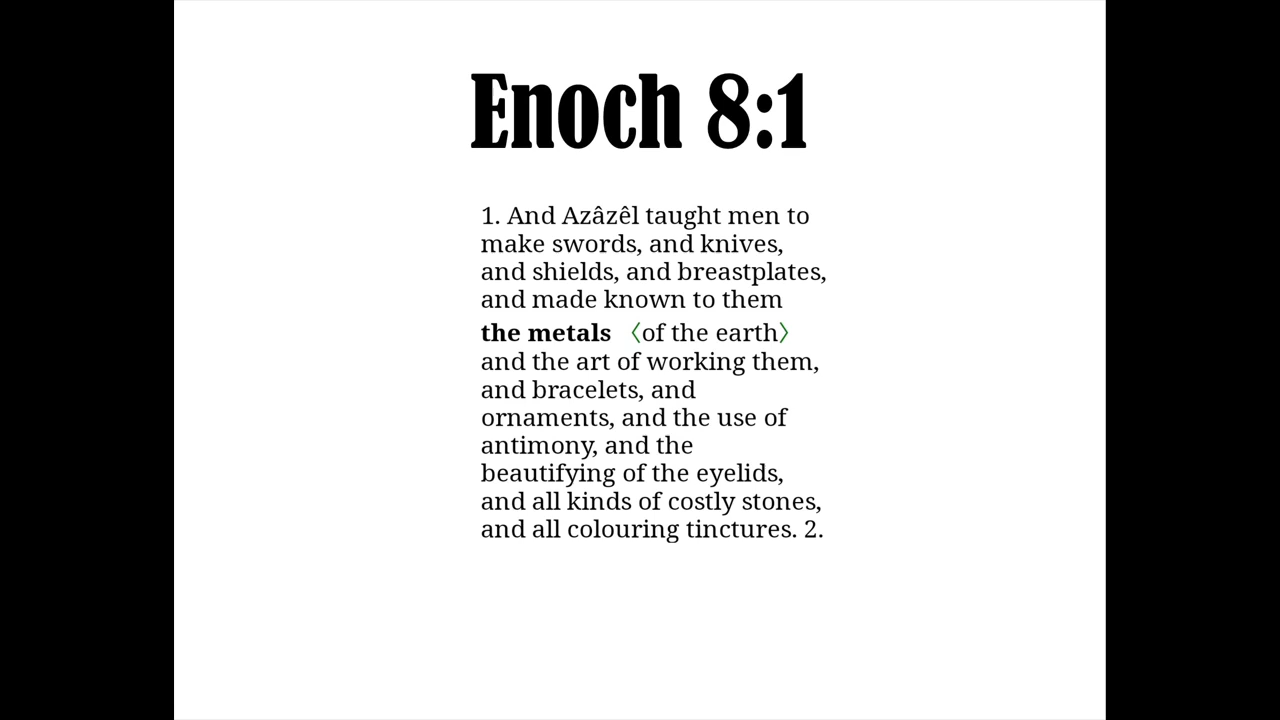 Enoch 8:1
1. And Azâzêl taught men to
make swords, and knives,
and shields, and breastplates,
and made known to them
the metals 〈of the earth〉
and the art of working them,
and bracelets, and
ornaments, and the use of
antimony, and the
beautifying of the eyelids,
and all kinds of costly stones,
and all colouring tinctures. 2.